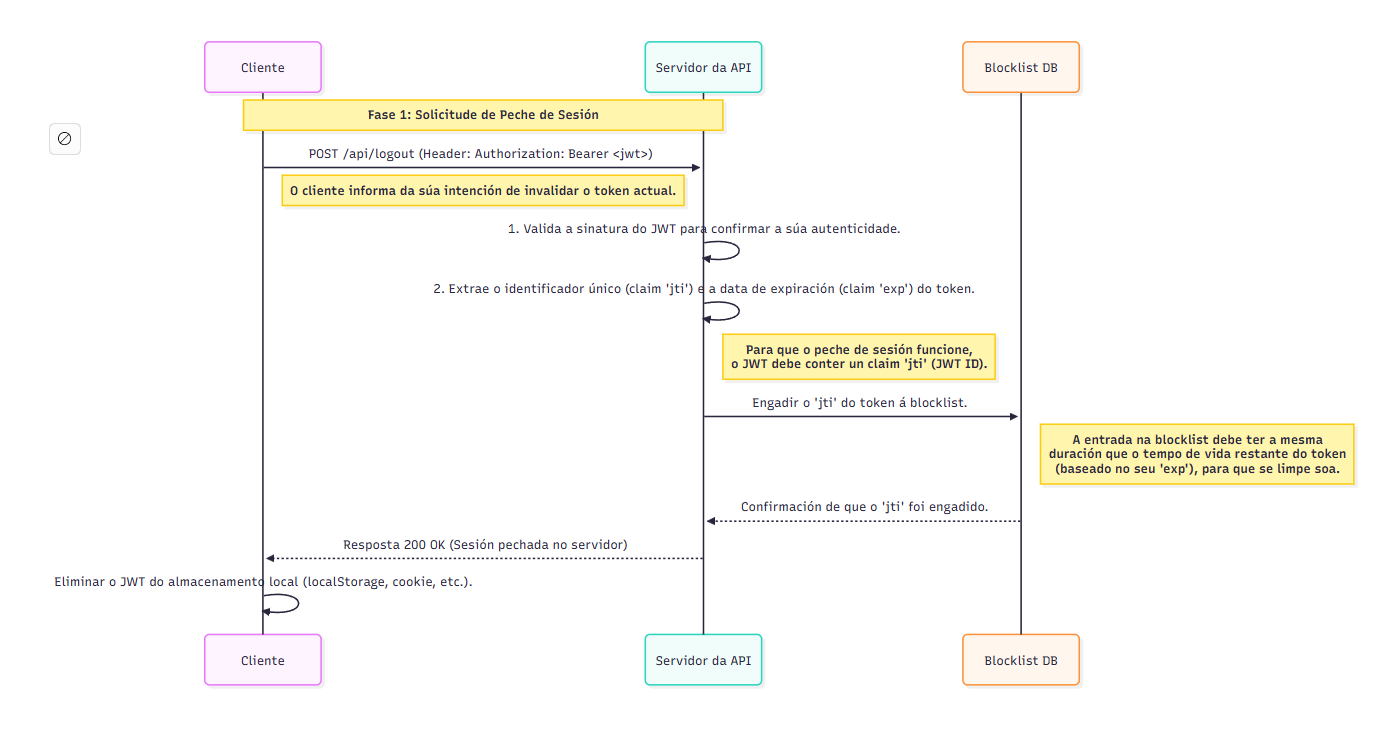 Cliente
Servidor da API
Blocklist DB
Fase 1: Solicitude de Peche de Sesión
POST /api/logout (Header: Authorization: Bearer <jwt>)
O cliente informa da súa intención de invalidar o token actual.
1. Valida a sinatura do JWT para confirmar a súa autenticidade.
2. Extrae o identificador único (claim 'jti') e a data de expiración (claim 'exp') do token.
Para que o peche de sesión funcione,
o JWT debe conter un claim 'jti' (JWT ID).
Engadir o 'jti' do token á blocklist.
A entrada na blocklist debe ter a mesma
duración que o tempo de vida restante do token
(baseado no seu 'exp'), para que se limpe soa.
Confirmación de que o 'jti' foi engadido.
Resposta 200 OK (Sesión pechada no servidor)
Eliminar o JWT do almacenamento local (localStorage, cookie, etc.).
Cliente
Servidor da API
Blocklist DB